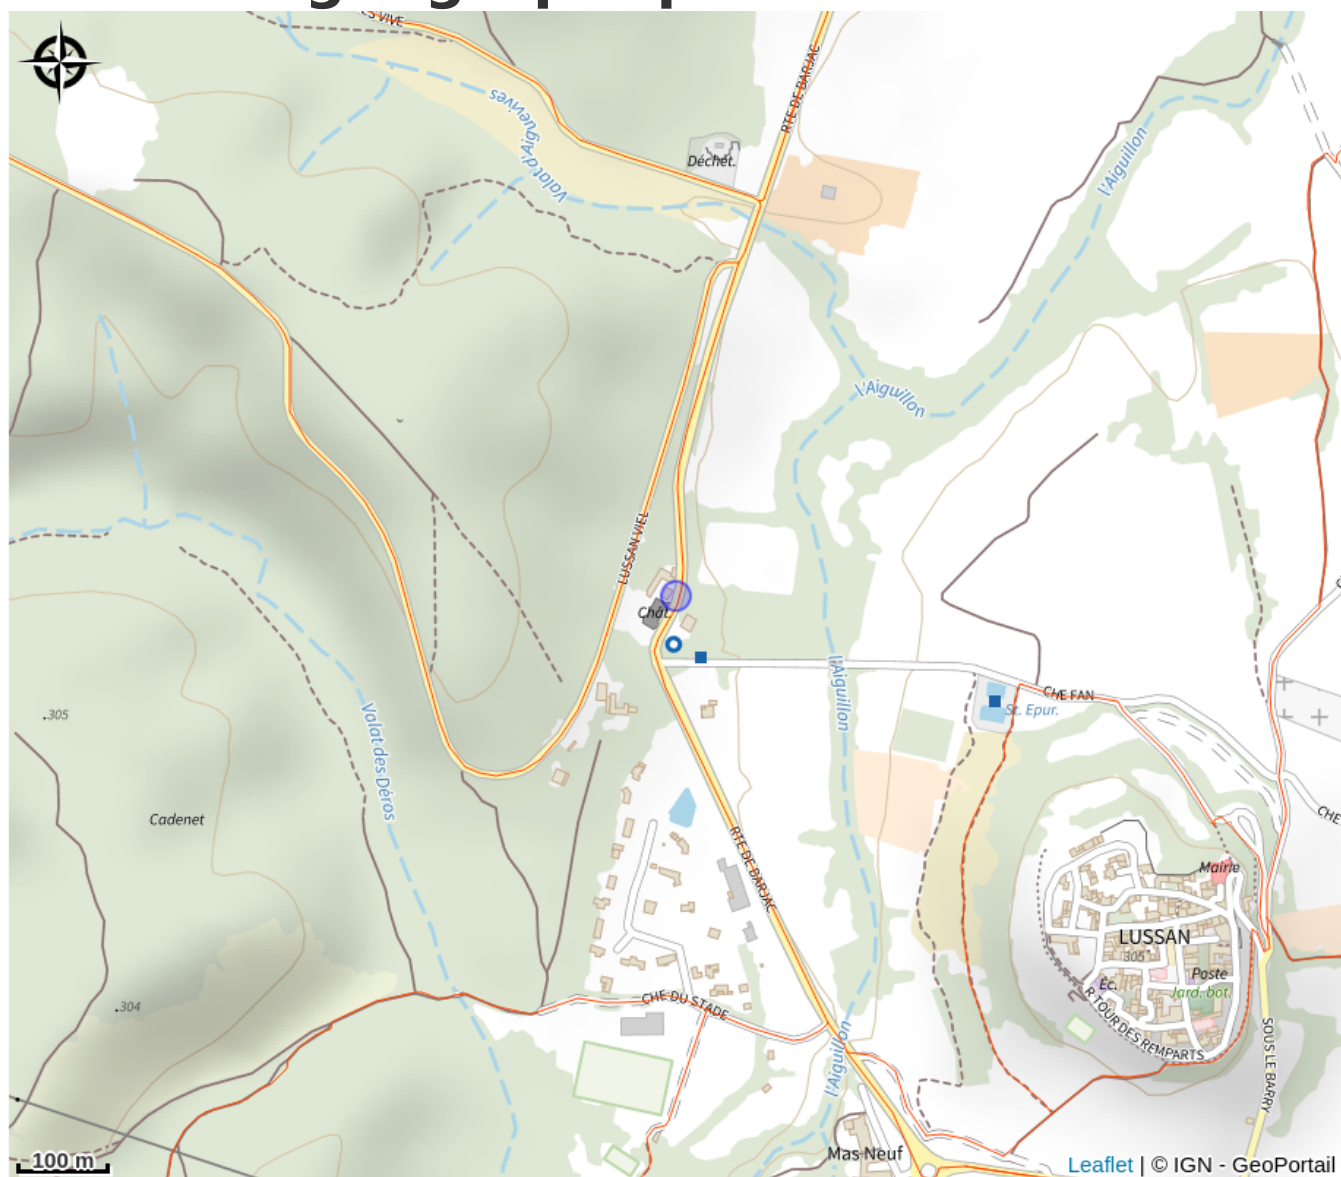 RTE DE BARJAC
l'Aiguillon
Valat d'Aiguevives
Déchet.
l'Aiguillon
LUSSAN VIEL
Chât.
l'Aiguillon
CHE FAN
St. Epur.
.305
Valat des Déros
Cadenet
CHE
RTE DE BARJAC
Mairie
LUSSAN
305
Poste
Éc.
Jard. bot.
.304
CHE DU STADE
R TOUR DES REMPARTS
SOUS LE BARRY
l'Aiguillon
Mas Neuf
100 m
Leaflet | © IGN - GeoPortail